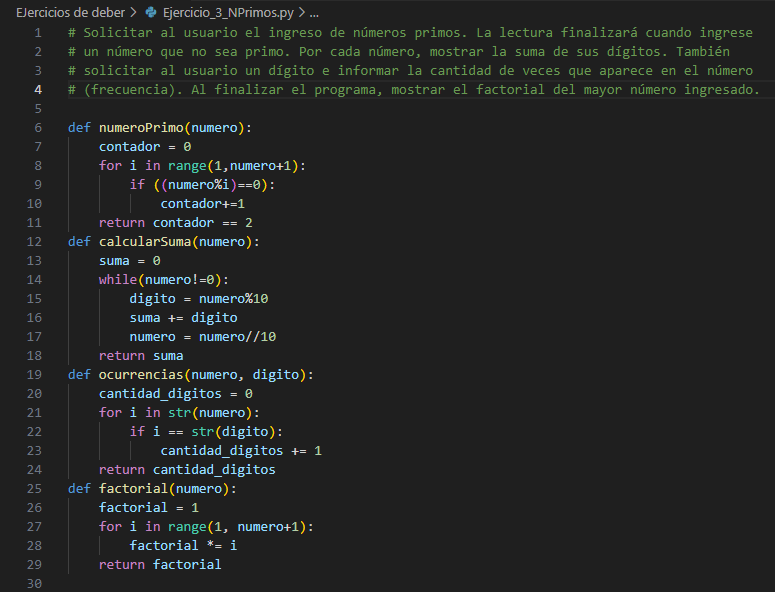 EJercicios de deber > Ejercicio_3_NPrimos.py > ...
1 # Solicitar al usuario el ingreso de números primos. La lectura finalizará cuando ingrese
2 # un número que no sea primo. Por cada número, mostrar la suma de sus dígitos. También
3 # solicitar al usuario un dígito e informar la cantidad de veces que aparece en el número
4 # (frecuencia). Al finalizar el programa, mostrar el factorial del mayor número ingresado.
5
6 def numeroPrimo(numero):
7     contador = 0
8     for i in range(1,numero+1):
9         if ((numero%i)==0):
10             contador+=1
11     return contador == 2
12 def calcularSuma(numero):
13     suma = 0
14     while(numero!=0):
15         digito = numero%10
16         suma += digito
17         numero = numero//10
18     return suma
19 def ocurrencias(numero, digito):
20     cantidad_digitos = 0
21     for i in str(numero):
22         if i == str(digito):
23             cantidad_digitos += 1
24     return cantidad_digitos
25 def factorial(numero):
26     factorial = 1
27     for i in range(1, numero+1):
28         factorial *= i
29     return factorial
30